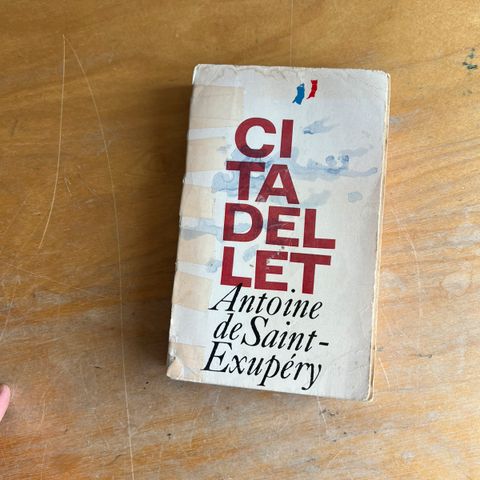 CI
TA
DEL
LET
Antoine
de Saint-
Exupéry